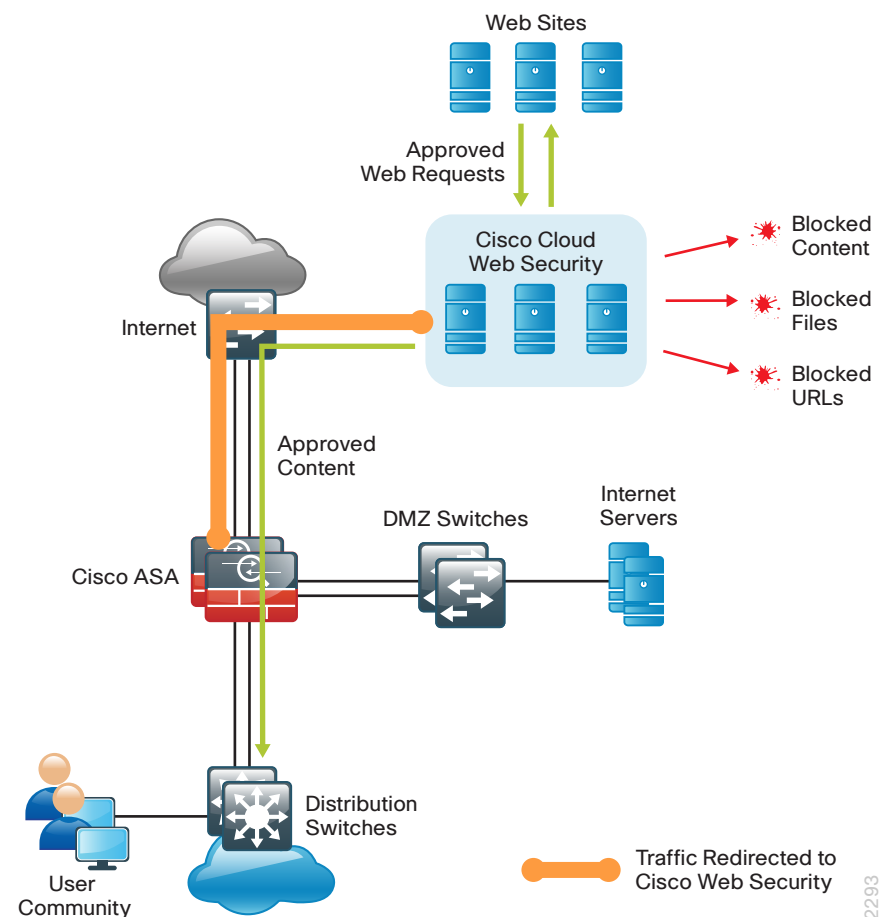 Web Sites
Approved
Web Requests
Cisco Cloud
Web Security
Blocked
Content
Internet
Blocked
Files
Blocked
URLs
Approved
Content
DMZ Switches
Internet
Servers
Cisco ASA
Distribution
Switches
User
Community
Traffic Redirected to
Cisco Web Security
2293